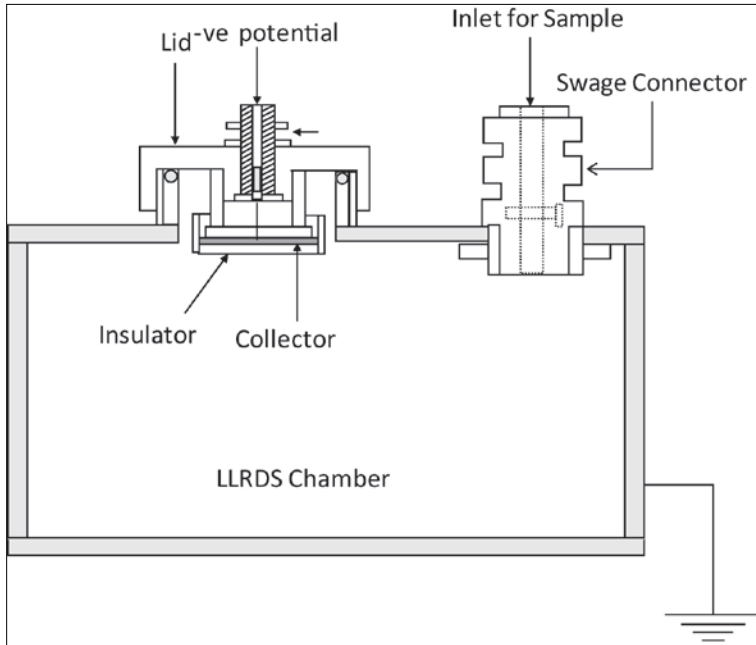 Lid
-ve potential
Inlet for Sample
Swage Connector
Insulator
Collector
LLRDS Chamber